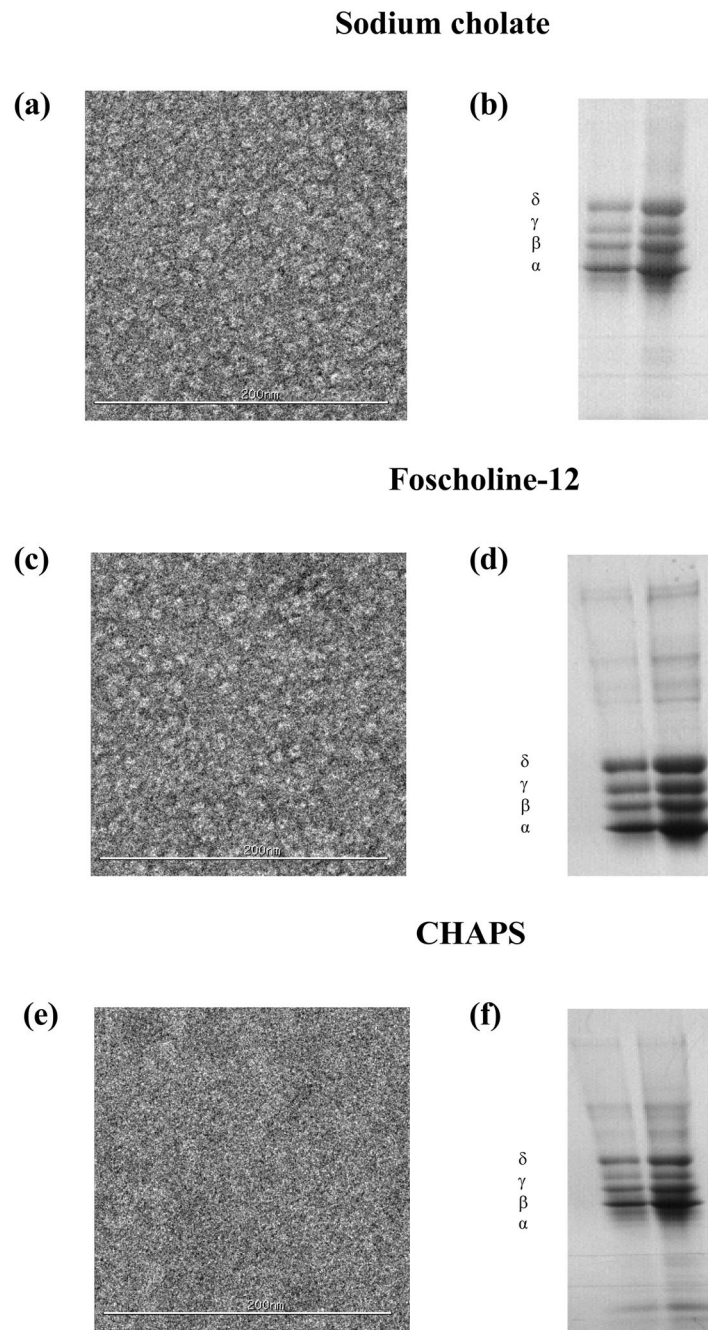 Sodium cholate
(a)
200nm
(b)
δ
γ
β
α
Foscholine-12
(c)
200nm
(d)
δ
γ
β
α
CHAPS
(e)
200nm
(f)
δ
γ
β
α